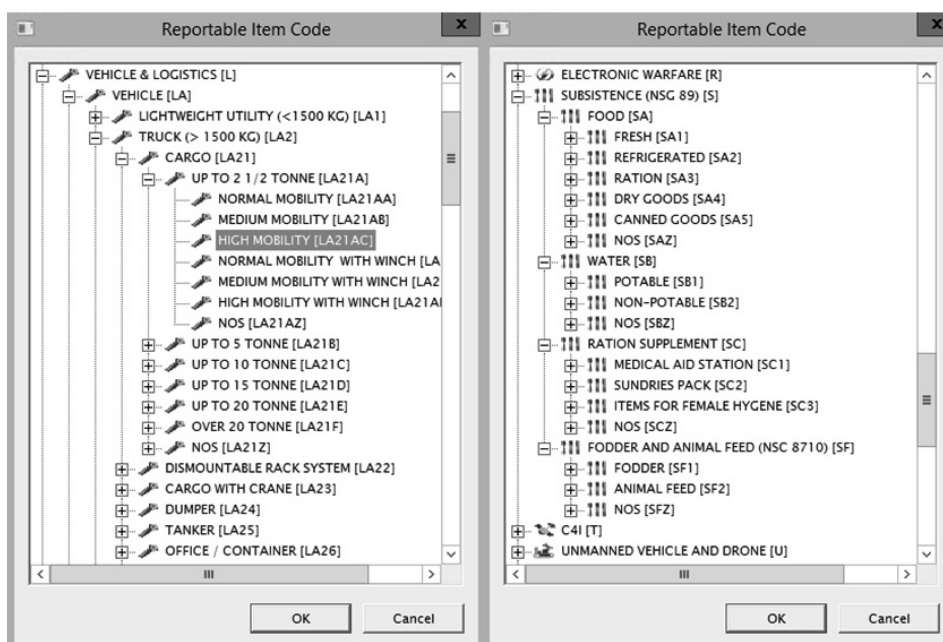 Reportable Item Code
x
VEHICLE & LOGISTICS [L]
VEHICLE [LA]
LIGHTWEIGHT UTILITY (<1500 KG) [LA1]
TRUCK (> 1500 KG) [LA2]
CARGO [LA21]
UP TO 2 1/2 TONNE [LA21A]
NORMAL MOBILITY [LA21AA]
MEDIUM MOBILITY [LA21AB]
HIGH MOBILITY [LA21AC]
NORMAL MOBILITY WITH WINCH [LA
MEDIUM MOBILITY WITH WINCH [LA2
HIGH MOBILITY WITH WINCH [LA21A
NOS [LA21AZ]
UP TO 5 TONNE [LA21B]
UP TO 10 TONNE [LA21C]
UP TO 15 TONNE [LA21D]
UP TO 20 TONNE [LA21E]
OVER 20 TONNE [LA21F]
NOS [LA21Z]
DISMOUNTABLE RACK SYSTEM [LA22]
CARGO WITH CRANE [LA23]
DUMPER [LA24]
TANKER [LA25]
OFFICE / CONTAINER [LA26]
OK
Cancel
Reportable Item Code
x
ELECTRONIC WARFARE [R]
SUBSISTENCE (NSG 89) [S]
FOOD [SA]
FRESH [SA1]
REFRIGERATED [SA2]
RATION [SA3]
DRY GOODS [SA4]
CANNED GOODS [SA5]
NOS [SAZ]
WATER [SB]
POTABLE [SB1]
NON-POTABLE [SB2]
NOS [SBZ]
RATION SUPPLEMENT [SC]
MEDICAL AID STATION [SC1]
SUNDRIES PACK [SC2]
ITEMS FOR FEMALE HYGENE [SC3]
NOS [SCZ]
FODDER AND ANIMAL FEED (NSC 8710) [SF]
FODDER [SF1]
ANIMAL FEED [SF2]
NOS [SFZ]
C4I [T]
UNMANNED VEHICLE AND DRONE [U]
OK
Cancel